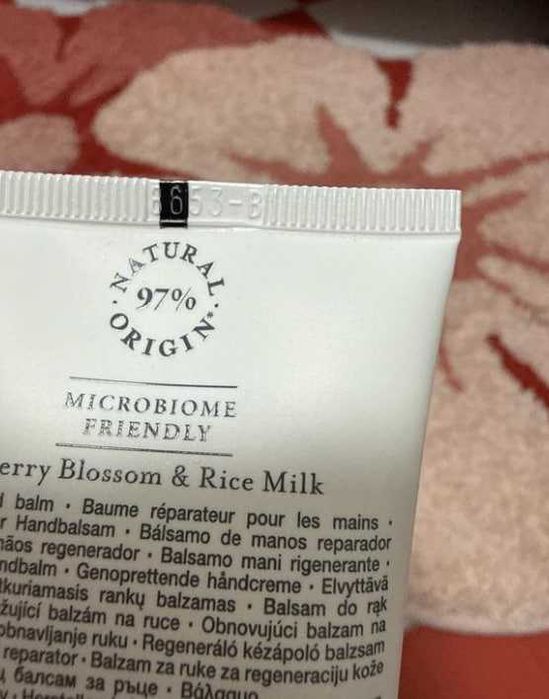 653-B
NATURAL
97%
ORIGIN*
MICROBIOME
FRIENDLY
erry Blossom & Rice Milk
d balm • Baume réparateur pour les mains •
r Handbalsam • Bálsamo de manos reparador
mãos regenerador • Balsamo mani rigenerante •
ndbalm • Genoprettende håndcreme • Elvyttävä
tkuriamasis rankų balzamas • Balsam do rąk
žující balzám na ruce • Obnovujúci balzam na
obnavljanje ruku • Regeneráló kézápoló balzsam
reparator • Balzam za ruke za regeneraciju kože
балсам за ръце •